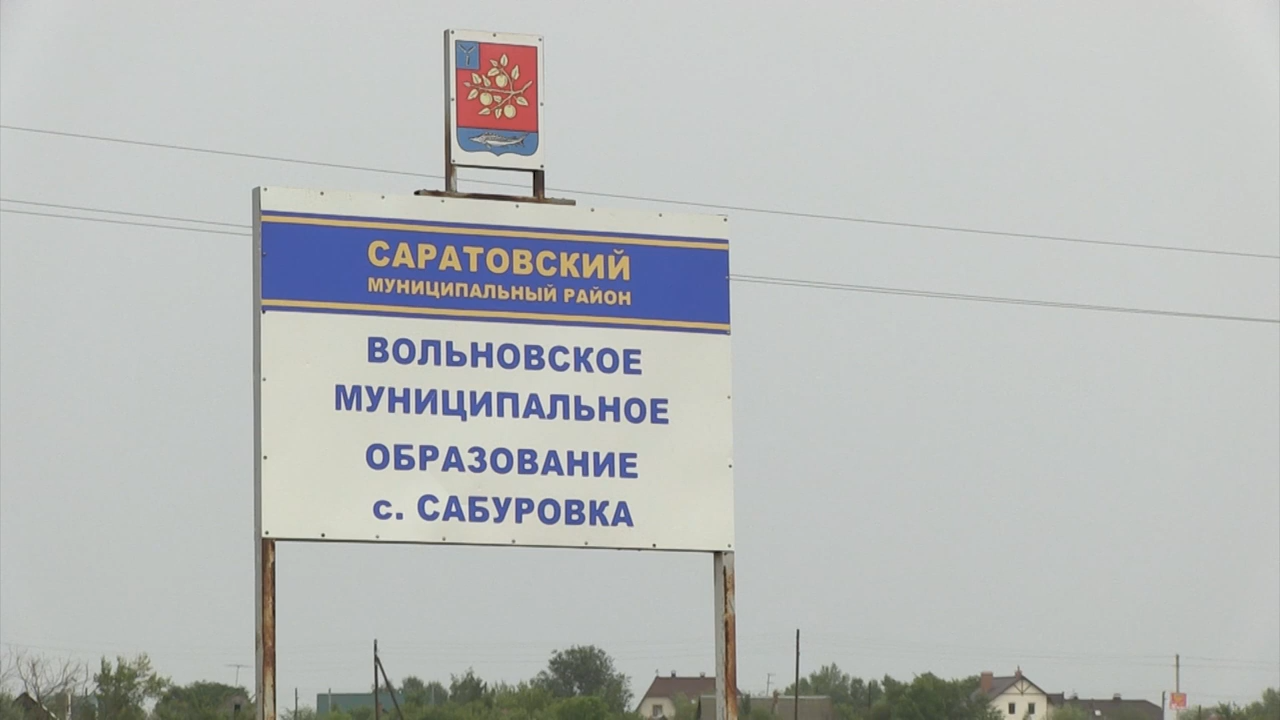 САРАТОВСКИЙ
МУНИЦИПАЛЬНЫЙ РАЙОН
ВОЛЬНОВСКОЕ
МУНИЦИПАЛЬНОЕ
ОБРАЗОВАНИЕ
с. САБУРОВКА